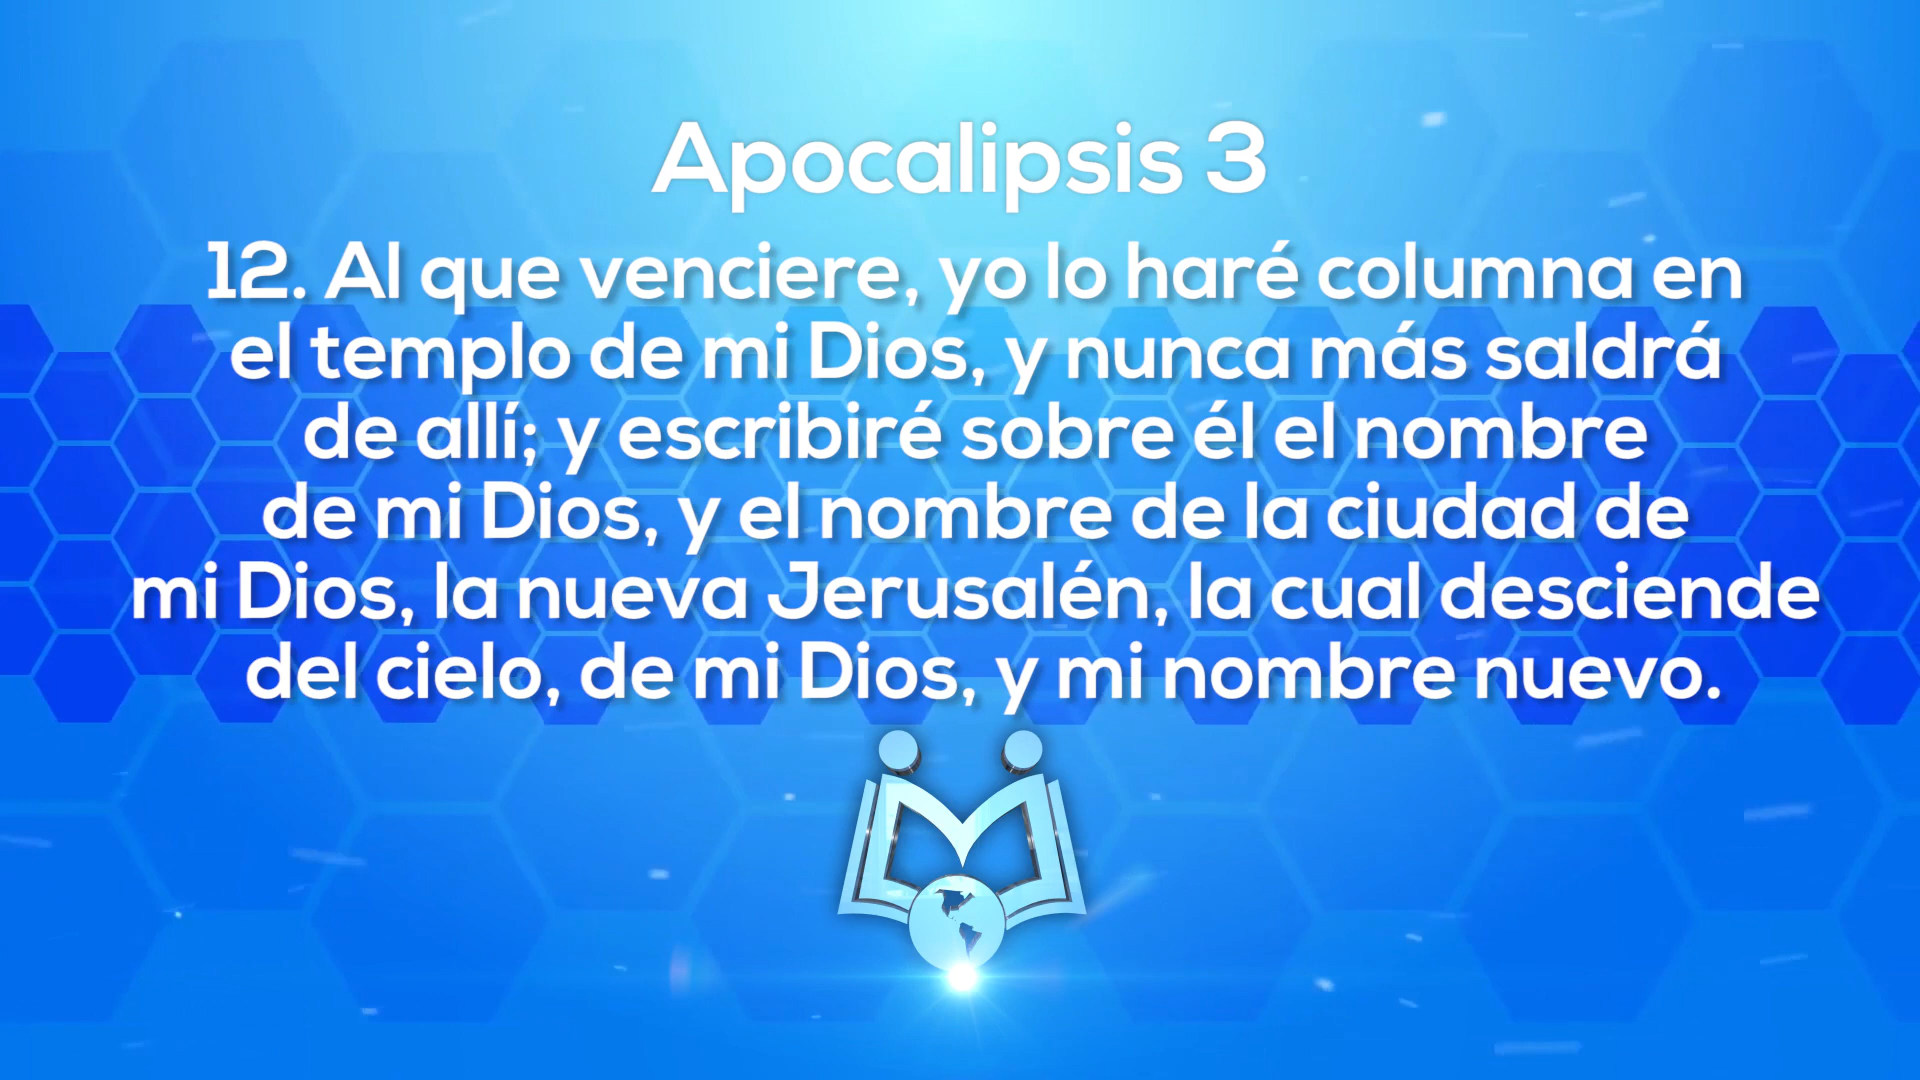 Apocalipsis 3
12. Al que venciere, yo lo haré columna en
el templo de mi Dios, y nunca más saldrá
de allí; y escribiré sobre él el nombre
de mi Dios, y el nombre de la ciudad de
mi Dios, la nueva Jerusalén, la cual desciende
del cielo, de mi Dios, y mi nombre nuevo.